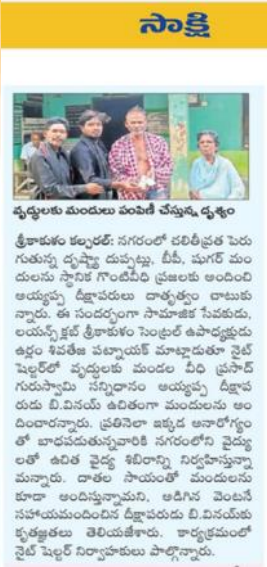 సాక్షి
వృద్ధులకు మందులు పంపిణీ చేస్తున్న దృశ్యం
శ్రీకాకుళం కల్చరల్: నగరంలో చలితీవ్రత పెరు
గుతున్న దృష్ట్యా దుప్పట్లు, బీపీ, షుగర్ మం
దులను స్థానిక గొంటివీధి ప్రజలకు అందించి
అయ్యప్ప దీక్షాపరులు దాతృత్వం చాటుకు
న్నారు. ఈ సందర్భంగా సామాజిక సేవకుడు,
లయన్స్‌క్లబ్ శ్రీకాకుళం సెంట్రల్ ఉపాధ్యక్షుడు
ఉర్లం శివతేజ పట్నాయక్ మాట్లాడుతూ నైట్
షెల్టర్‌లో వృద్ధులకు మండల వీధి ప్రసాద్
గురుస్వామి సన్నిధానం అయ్యప్ప దీక్షాప
రుడు బి.వినయ్ ఉచితంగా మందులను అం
దించారన్నారు. ప్రతినెలా ఇక్కడ అనారోగ్యం
తో బాధపడుతున్నవారికి నగరంలోని వైద్యు
లతో ఉచిత వైద్య శిబిరాన్ని నిర్వహిస్తున్నా
మన్నారు. దాతల సాయంతో మందులను
కూడా అందిస్తున్నామని, అడిగిన వెంటనే
సహాయమందించిన దీక్షాపరుడు బి.వినయ్‌కు
కృతజ్ఞతలు తెలియజేశారు. కార్యక్రమంలో
నైట్ షెల్టర్ నిర్వాహకులు పాల్గొన్నారు.